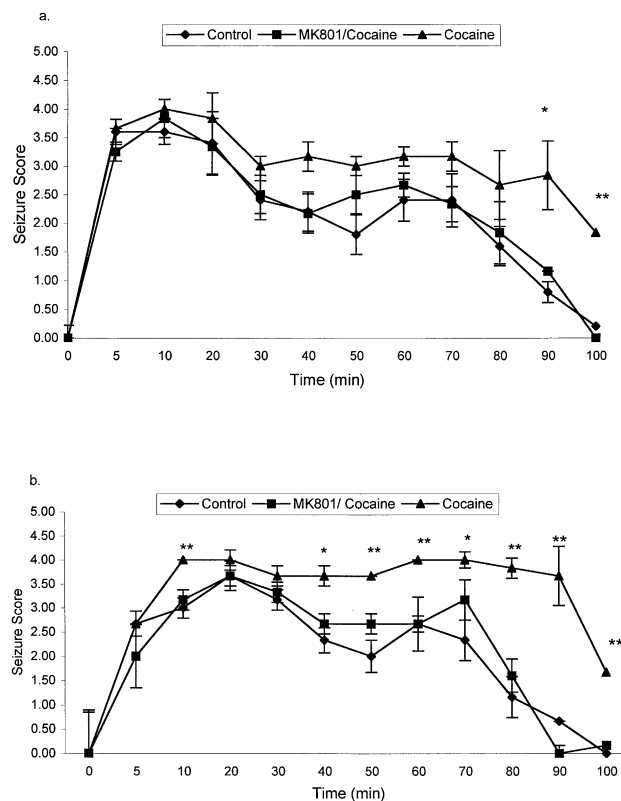 a.
Control MK801/Cocaine Cocaine
5.00
4.50
*
4.00
3.50
3.00
2.50
**
2.00
1.50
1.00
0.50
0.00
Seizure Score
0 5 10 20 30 40 50 60 70 80 90 100
Time (min)
b.
Control MK801/ Cocaine Cocaine
5.00
4.50
** * ** ** * ** **
4.00
3.50
3.00
2.50
**
2.00
1.50
1.00
0.50
0.00
Seizure Score
0 5 10 20 30 40 50 60 70 80 90 100
Time (min)